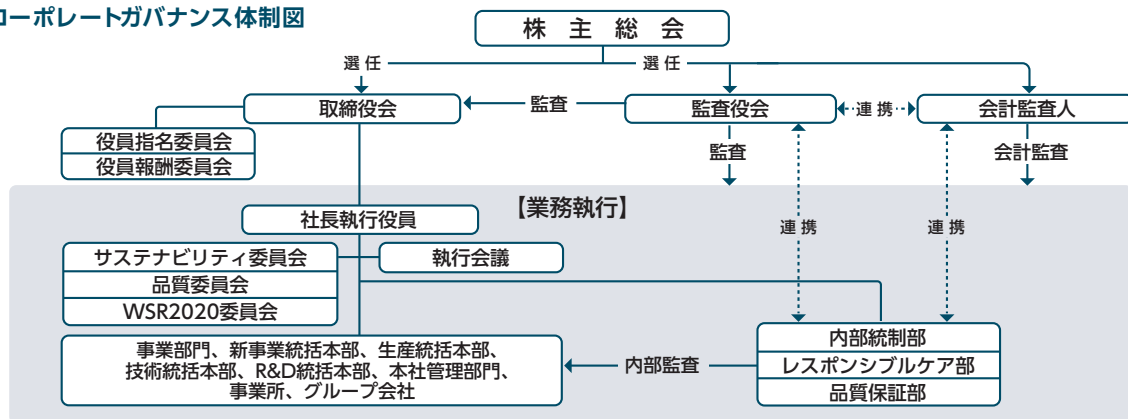 コーポレートガバナンス体制図
株主総会
選任
選任
取締役会
監査
監査役会
連携
会計監査人
役員指名委員会
役員報酬委員会
監査
会計監査
【業務執行】
社長執行役員
連携
連携
サステナビリティ委員会
執行会議
品質委員会
WSR2020委員会
事業部門、新事業統括本部、生産統括本部、
技術統括本部、R&D統括本部、本社管理部門、
事業所、グループ会社
内部監査
内部統制部
レスポンシブルケア部
品質保証部